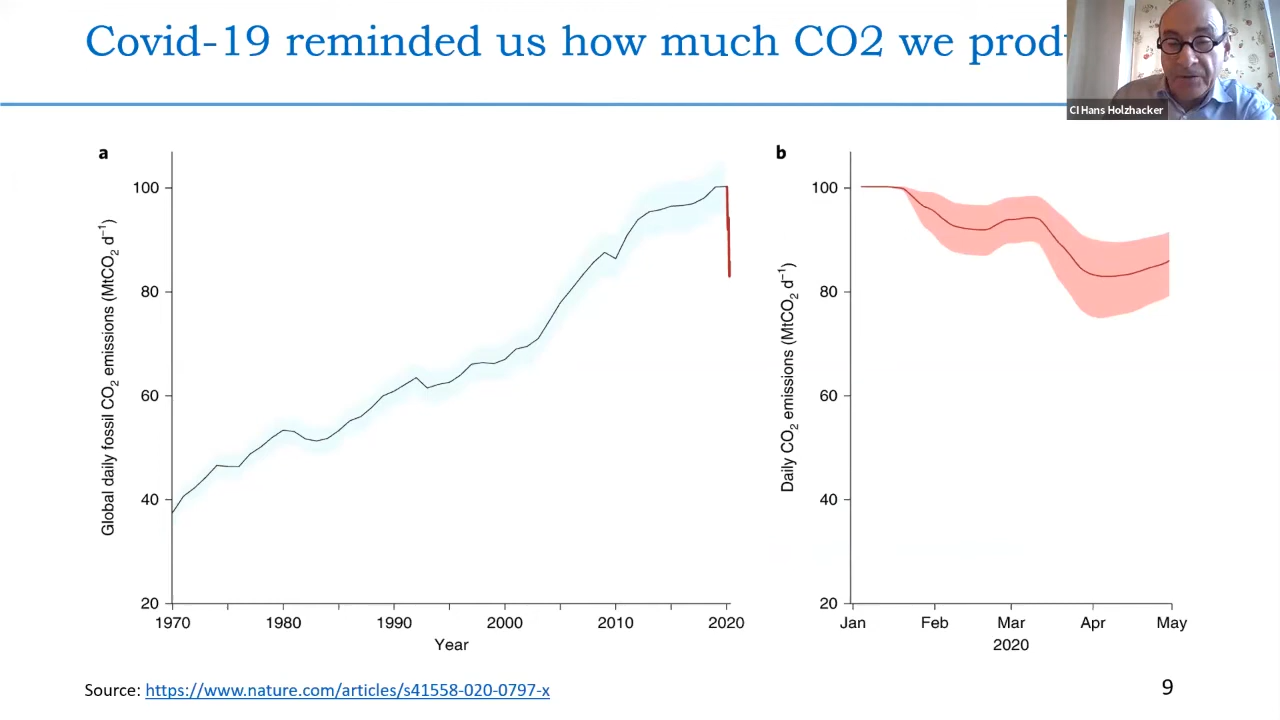 Covid-19 reminded us how much CO2 we
CI Hans Holzhacker
a
Global daily fossil CO₂ emissions (MtCO₂ d⁻¹)
100
80
60
40
20
1970 1980 1990 2000 2010 2020
Year
b
Daily CO₂ emissions (MtCO₂ d⁻¹)
100
80
60
40
20
Jan Feb Mar Apr May
2020
Source: https://www.nature.com/articles/s41558-020-0797-x
9